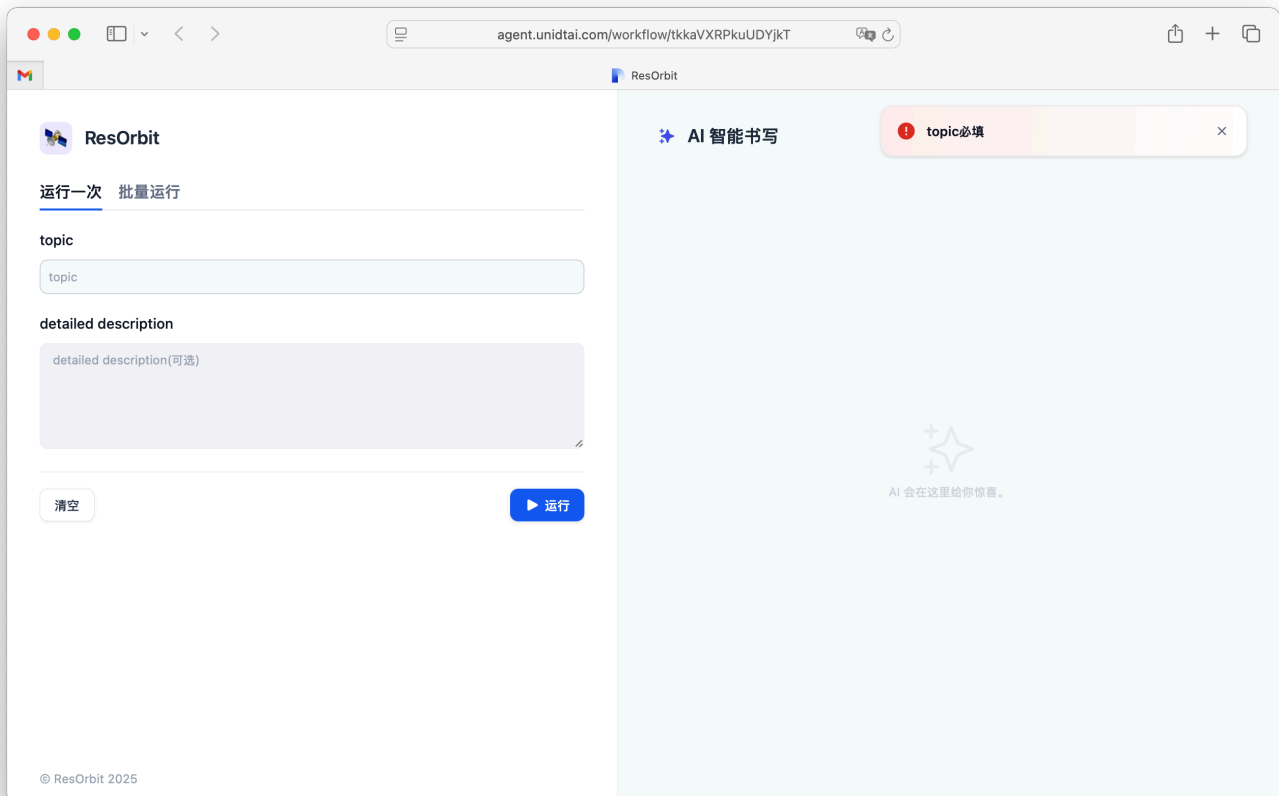 agent.unidtai.com/workflow/tkkaVXRPkuUDYjkT
ResOrbit
ResOrbit
运行一次 批量运行
topic
topic
detailed description
detailed description(可选)
清空 运行
© ResOrbit 2025
AI 智能书写
topic必填
AI 会在这里给你惊喜。